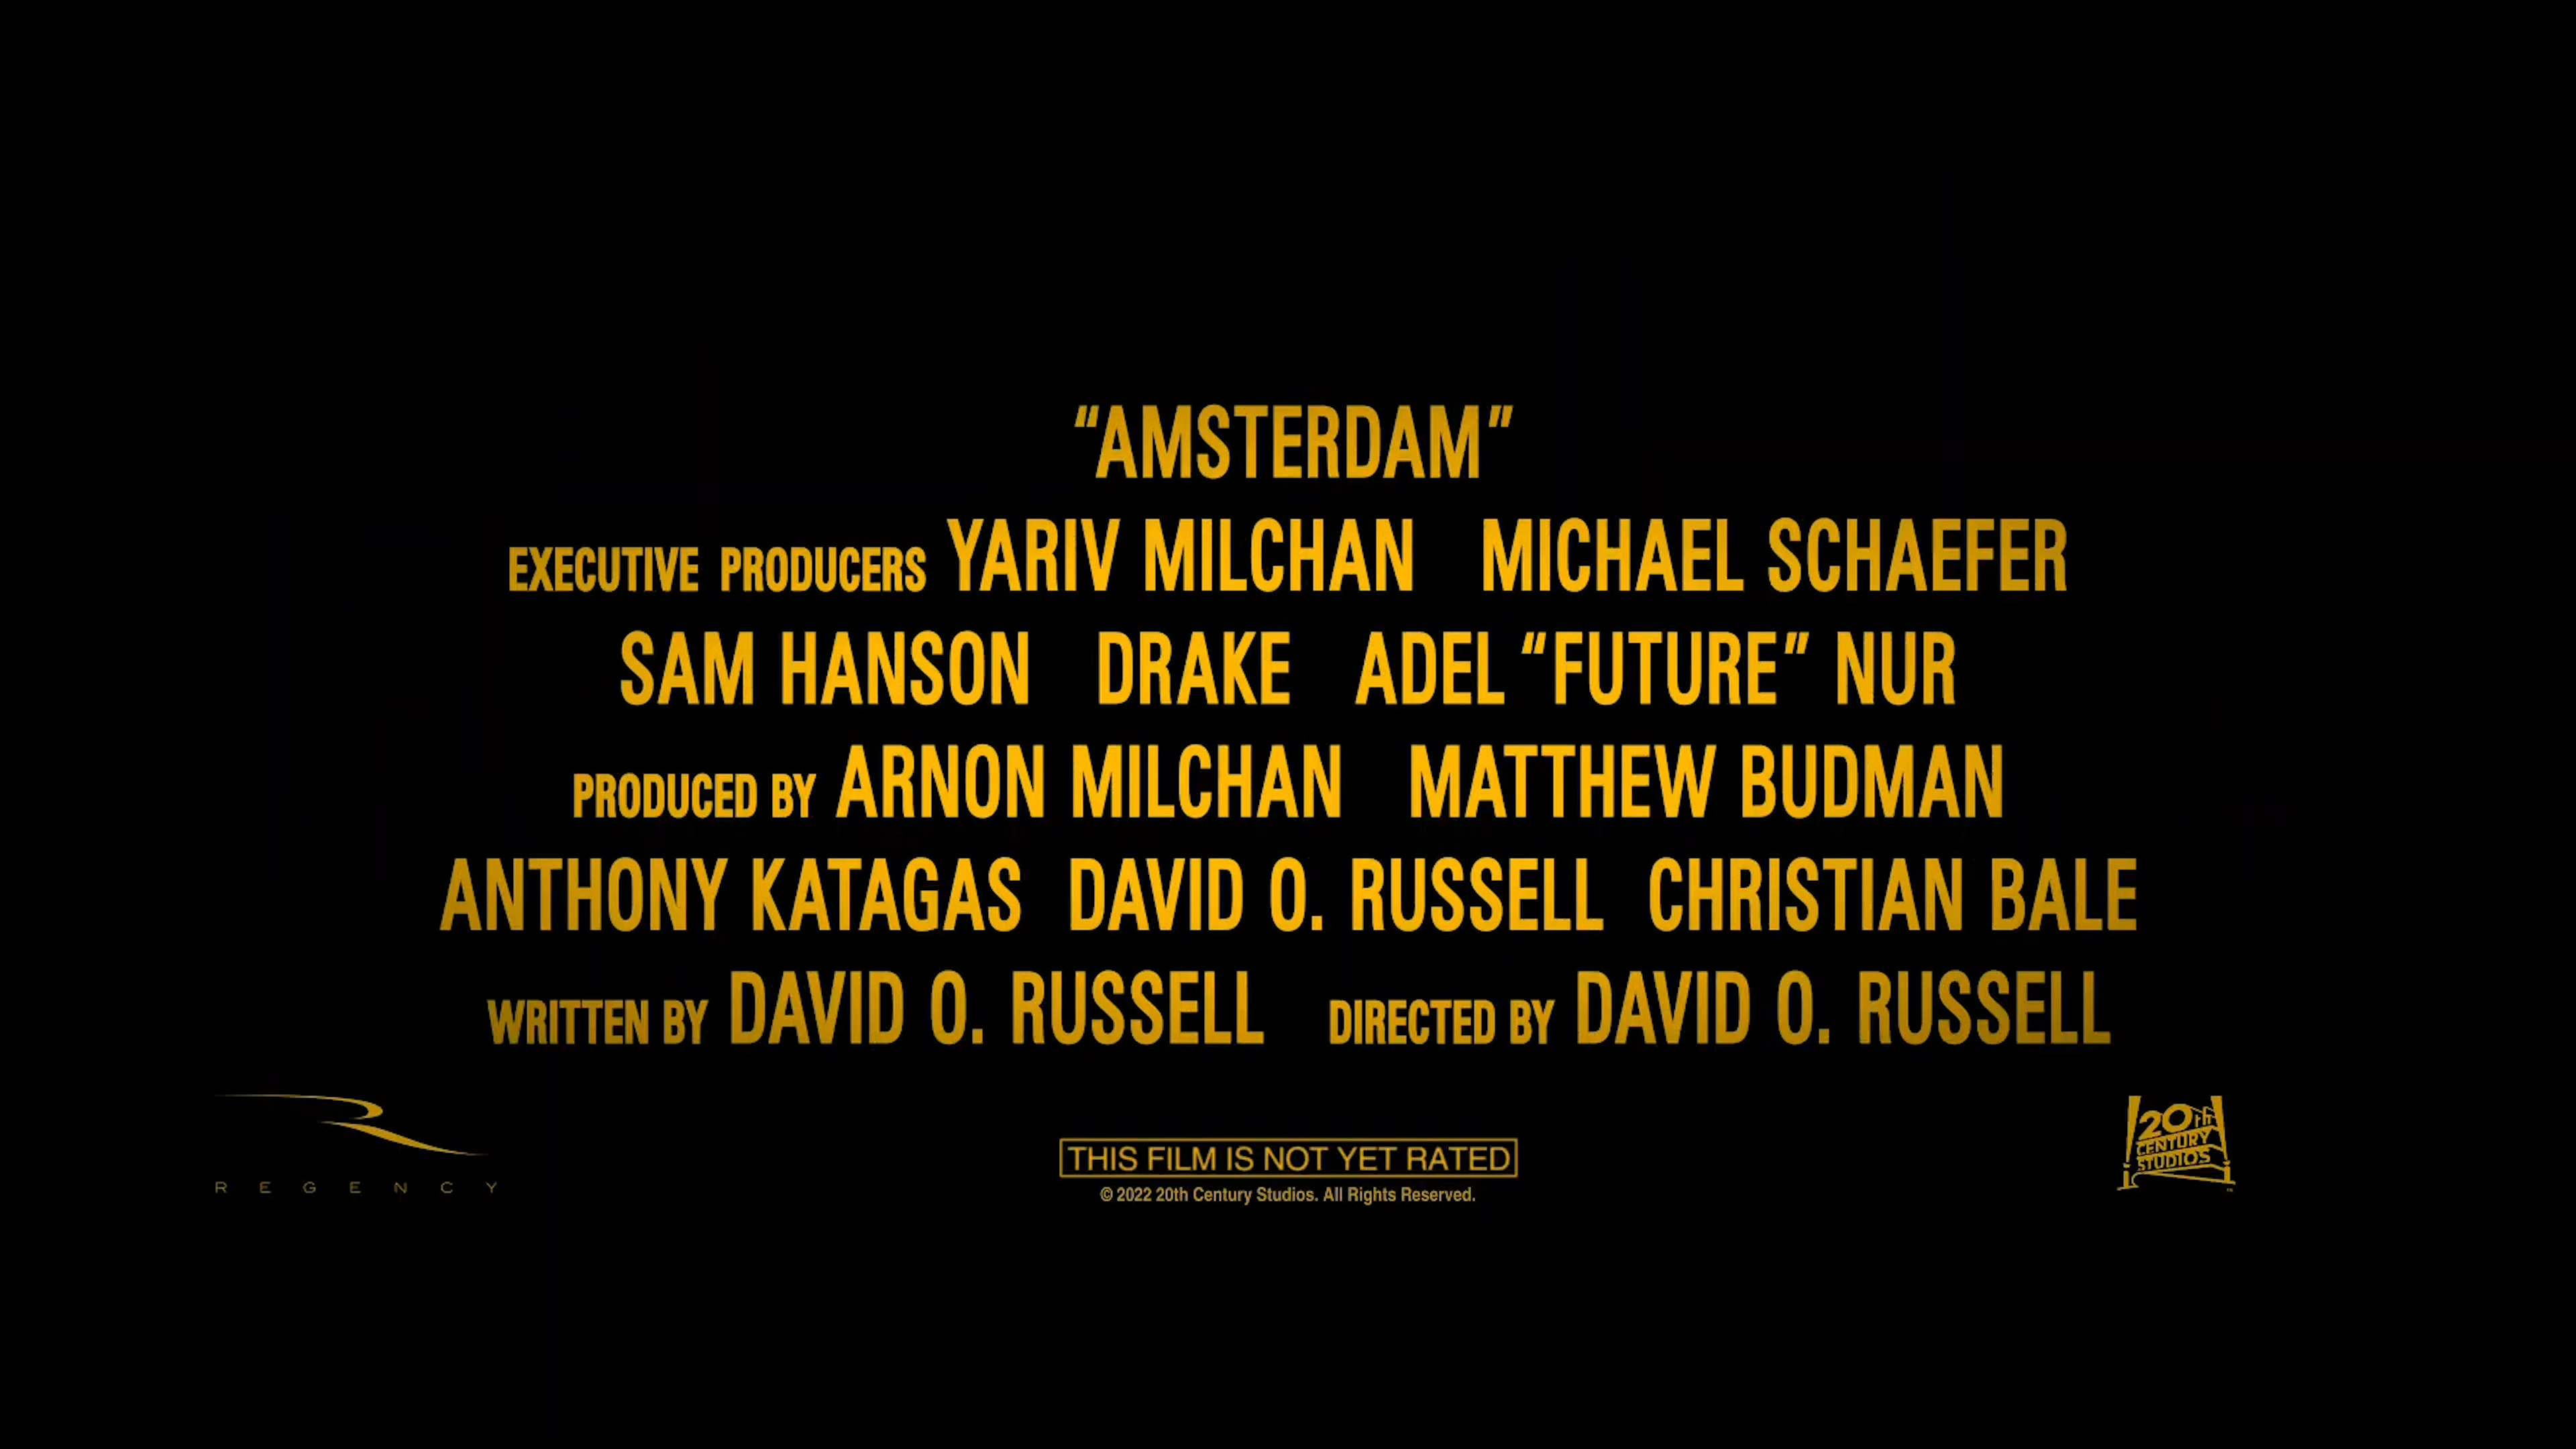 “AMSTERDAM”
EXECUTIVE PRODUCERS YARIV MILCHAN MICHAEL SCHAEFER
SAM HANSON DRAKE ADEL “FUTURE” NUR
PRODUCED BY ARNON MILCHAN MATTHEW BUDMAN
ANTHONY KATAGAS DAVID O. RUSSELL CHRISTIAN BALE
WRITTEN BY DAVID O. RUSSELL DIRECTED BY DAVID O. RUSSELL
REGENCY
THIS FILM IS NOT YET RATED
© 2022 20th Century Studios. All Rights Reserved.
20th
CENTURY
STUDIOS